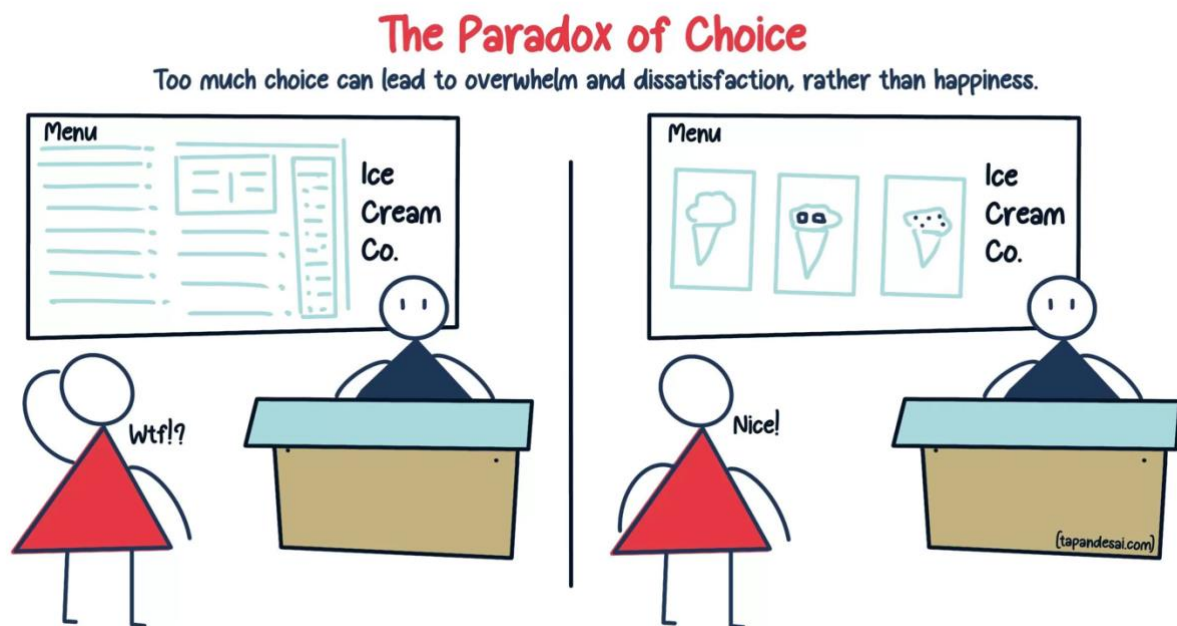 The Paradox of Choice
Too much choice can lead to overwhelm and dissatisfaction, rather than happiness.
Menu
Ice
Cream
Co.
Wtf!?
Menu
Ice
Cream
Co.
Nice!
(tapandesai.com)